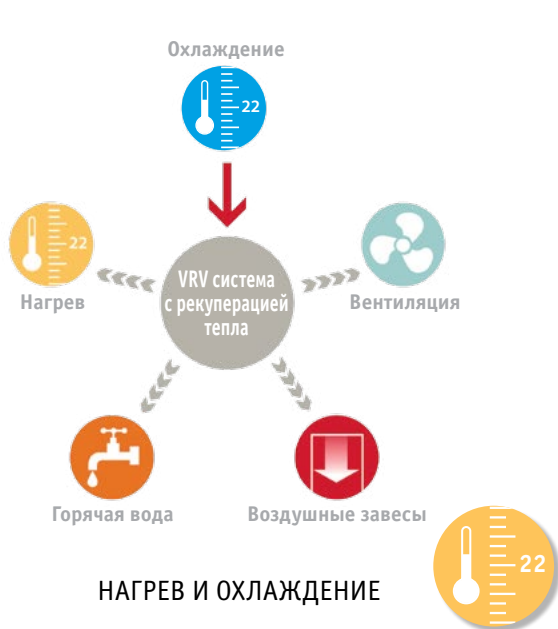 Охлаждение
22
22
Нагрев
VRV система
с рекуперацией
тепла
Вентиляция
Горячая вода
Воздушные завесы
22
НАГРЕВ И ОХЛАЖДЕНИЕ